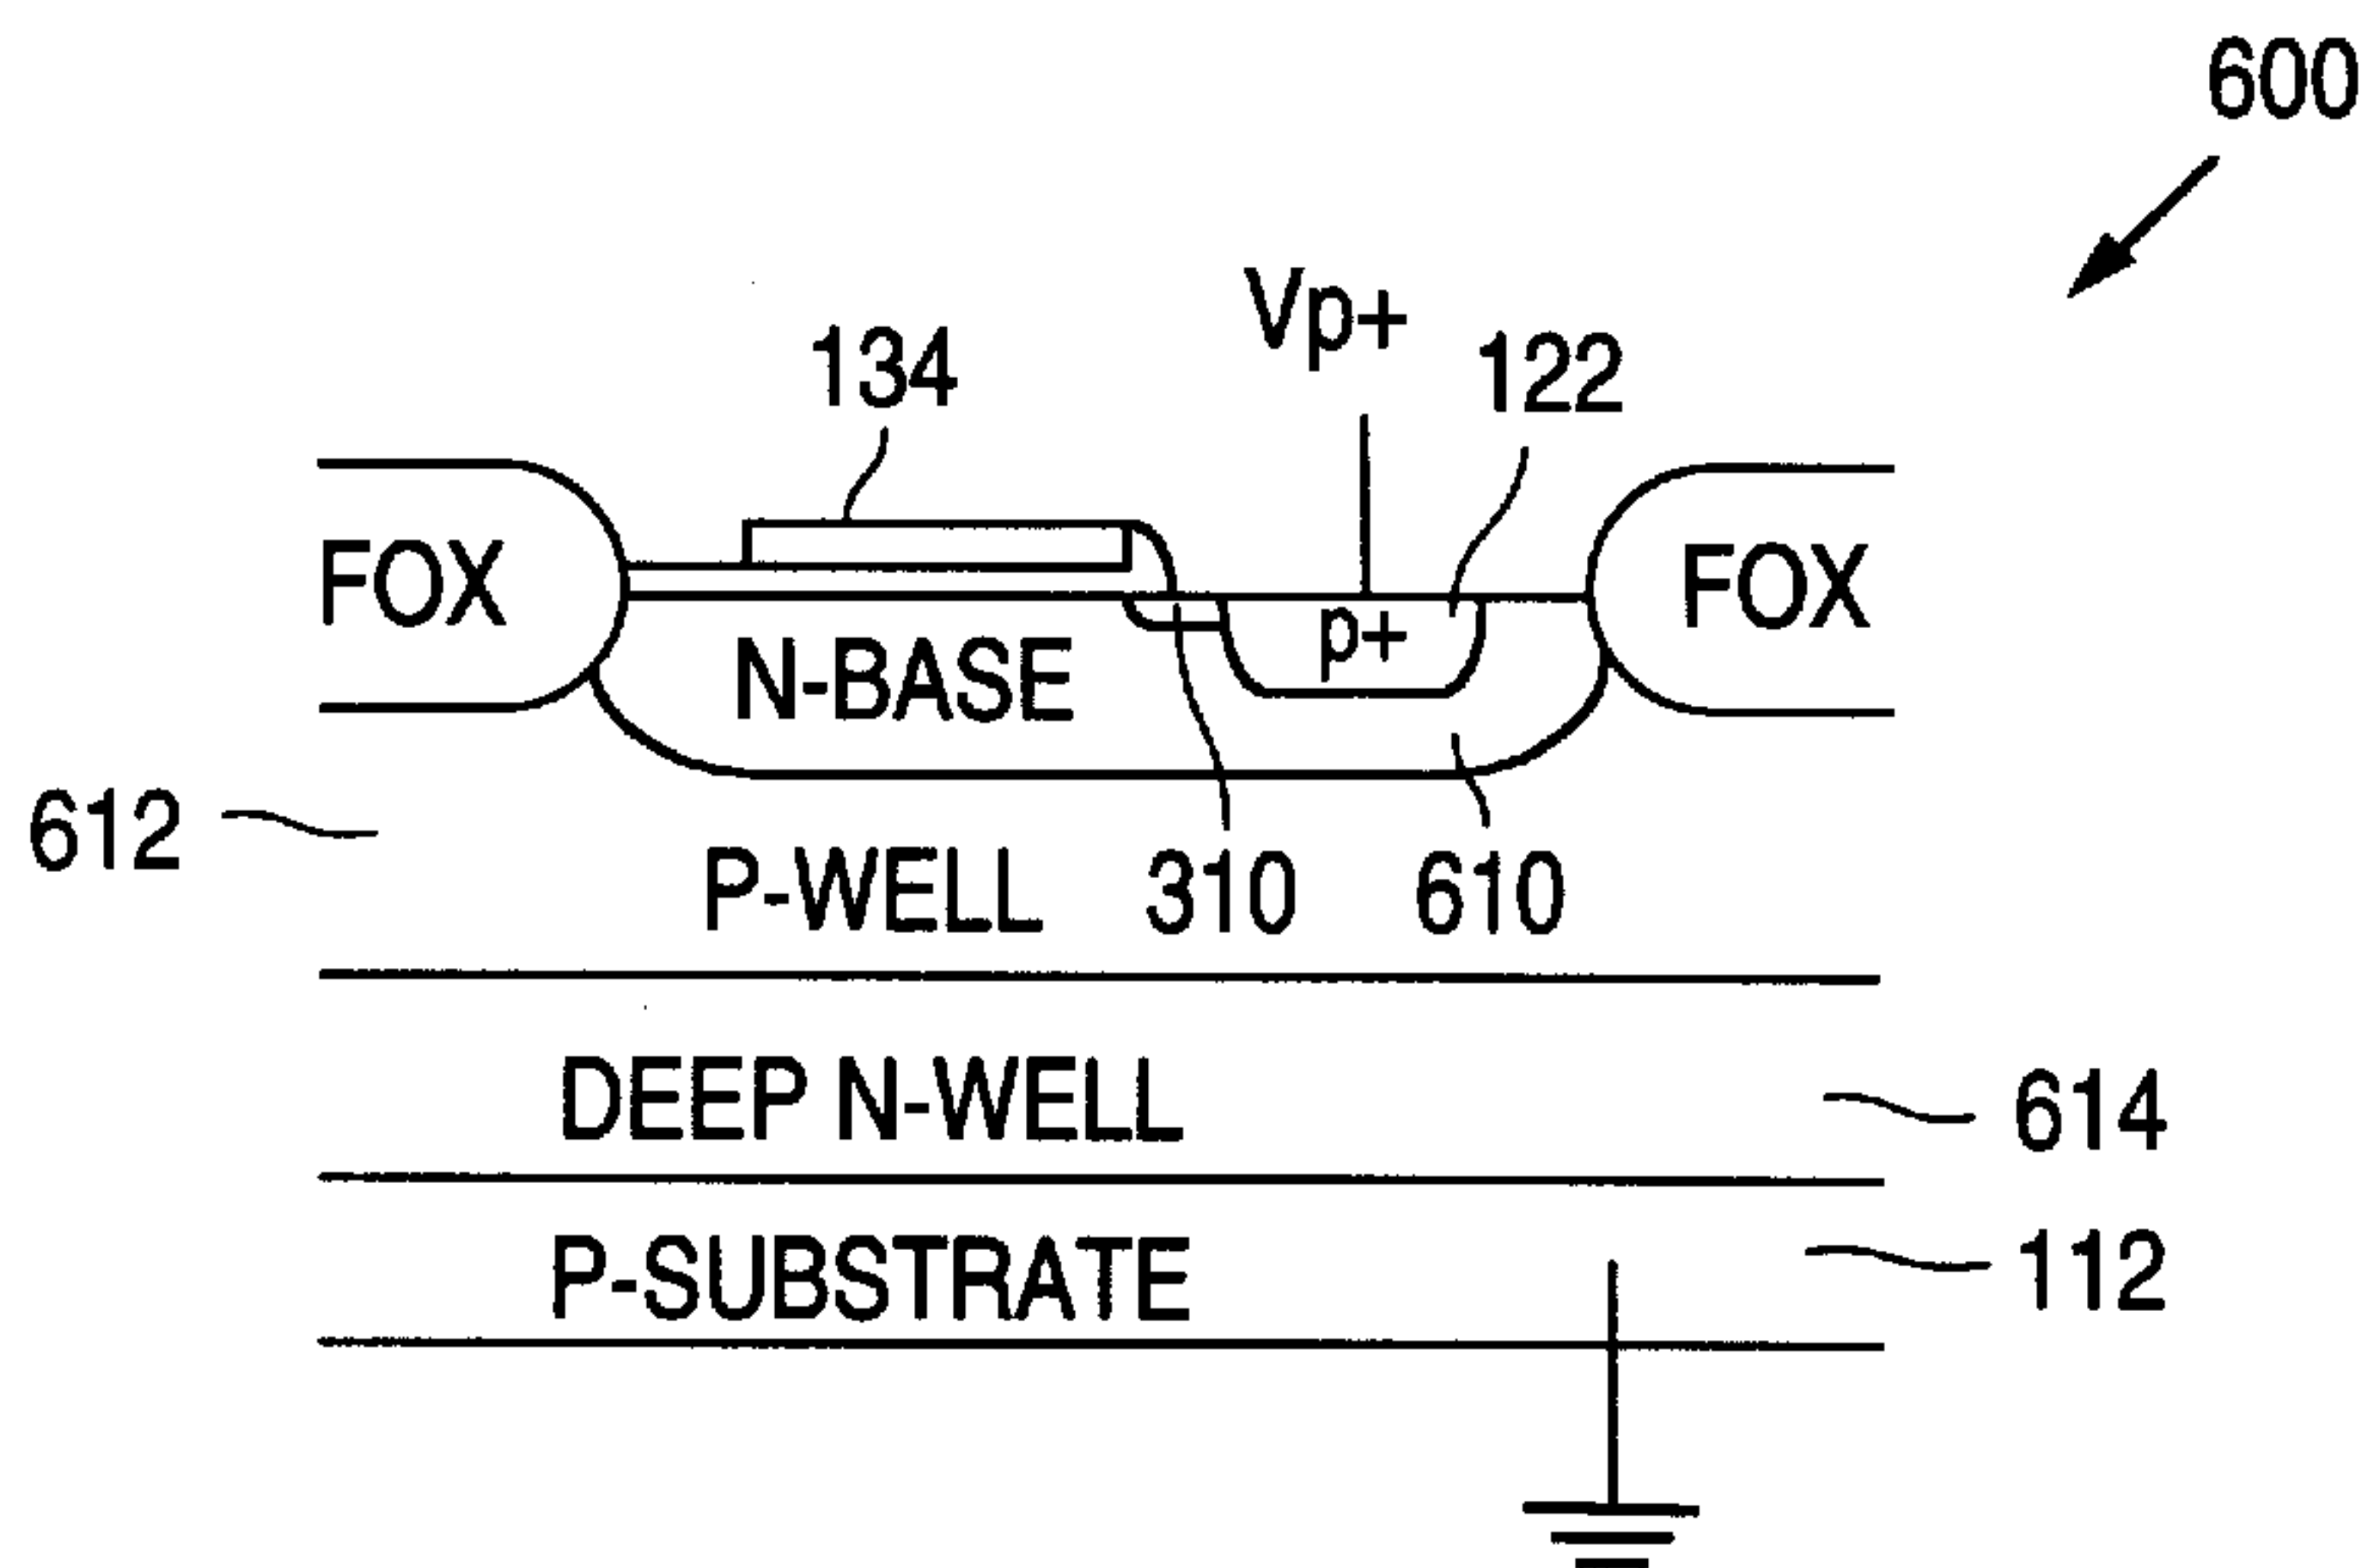 600
Vp+
134
122
FOX
FOX
p+
N-BASE
612
P-WELL
310
610
DEEP N-WELL
614
P-SUBSTRATE
112